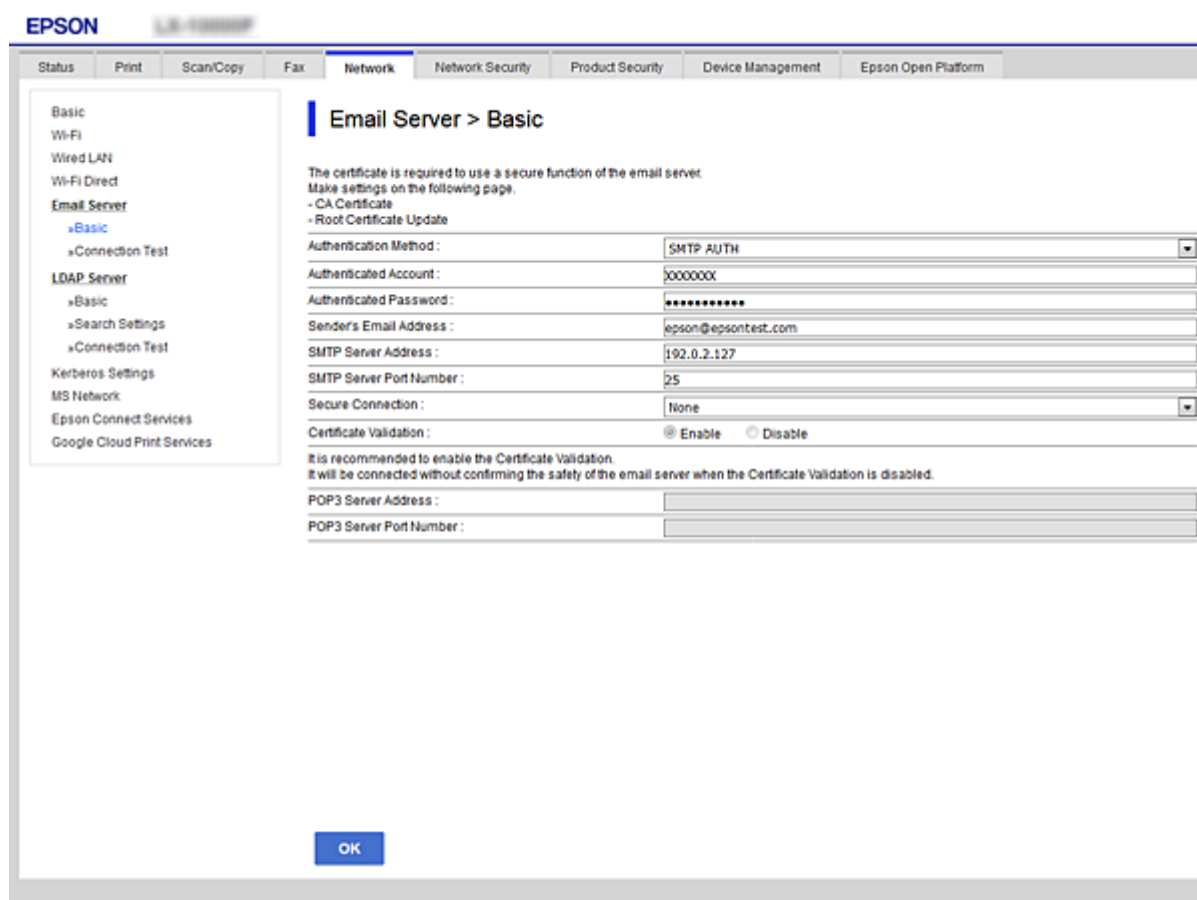 EPSON
Status Print Scan/Copy Fax Network Network Security Product Security Device Management Epson Open Platform
Basic
Wi-Fi
Wired LAN
Wi-Fi Direct
Email Server
»Basic
»Connection Test
LDAP Server
»Basic
»Search Settings
»Connection Test
Kerberos Settings
MS Network
Epson Connect Services
Google Cloud Print Services
Email Server > Basic
The certificate is required to use a secure function of the email server.
Make settings on the following page.
- CA Certificate
- Root Certificate Update
Authentication Method : SMTP AUTH
Authenticated Account : XXXXXXX
Authenticated Password : •••••••••••
Sender's Email Address : epson@epsontest.com
SMTP Server Address : 192.0.2.127
SMTP Server Port Number : 25
Secure Connection : None
Certificate Validation : Enable Disable
It is recommended to enable the Certificate Validation.
It will be connected without confirming the safety of the email server when the Certificate Validation is disabled.
POP3 Server Address :
POP3 Server Port Number :
OK